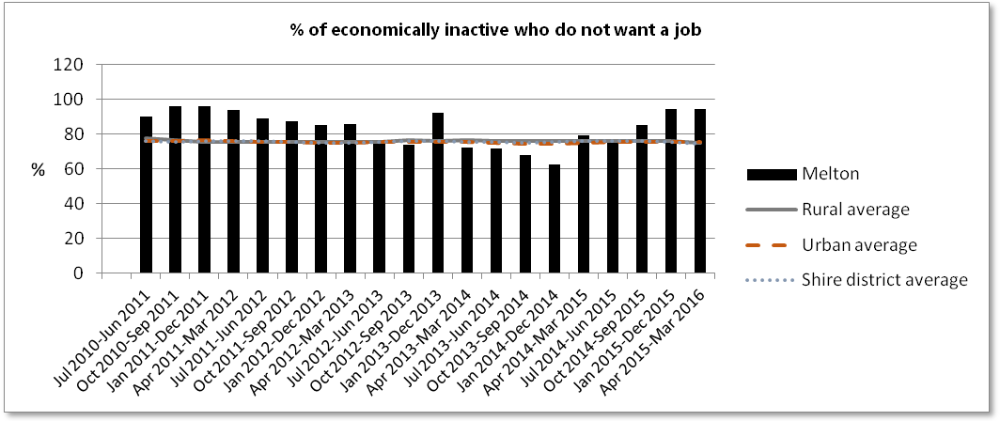 % of economically inactive who do not want a job
120
100
80
60
40
20
0
%
Jul 2010-Jun 2011
Oct 2010-Sep 2011
Jan 2011-Dec 2011
Apr 2011-Mar 2012
Jul 2011-Jun 2012
Oct 2011-Sep 2012
Jan 2012-Dec 2012
Apr 2012-Mar 2013
Jul 2012-Jun 2013
Oct 2012-Sep 2013
Jan 2013-Dec 2013
Apr 2013-Mar 2014
Jul 2013-Jun 2014
Oct 2013-Sep 2014
Jan 2014-Dec 2014
Apr 2014-Mar 2015
Jul 2014-Jun 2015
Oct 2014-Sep 2015
Jan 2015-Dec 2015
Apr 2015-Mar 2016
Melton
Rural average
Urban average
Shire district average